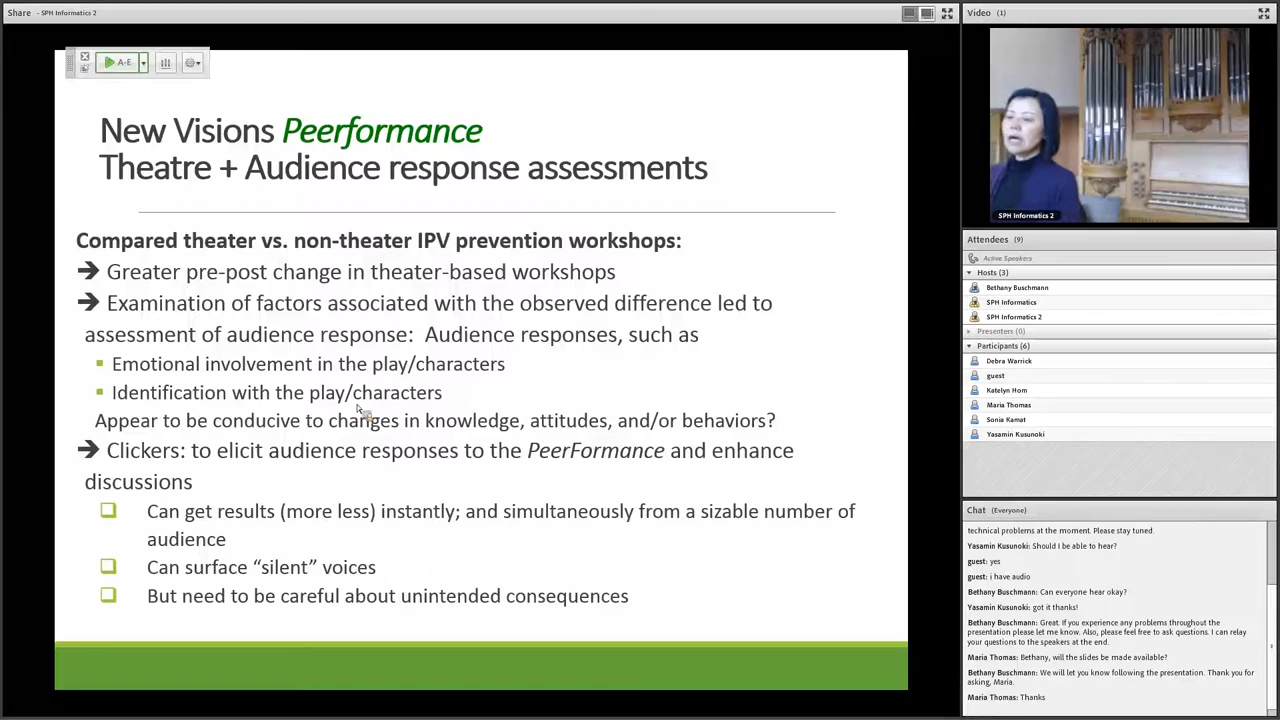 Share - SPH Informatics 2
A-E
New Visions Peerformance
Theatre + Audience response assessments
Compared theater vs. non-theater IPV prevention workshops:
➔ Greater pre-post change in theater-based workshops
➔ Examination of factors associated with the observed difference led to
assessment of audience response: Audience responses, such as
▪ Emotional involvement in the play/characters
▪ Identification with the play/characters
Appear to be conducive to changes in knowledge, attitudes, and/or behaviors?
➔ Clickers: to elicit audience responses to the PeerFormance and enhance
discussions
❑ Can get results (more less) instantly; and simultaneously from a sizable number of
audience
❑ Can surface “silent” voices
❑ But need to be careful about unintended consequences
Video (1)
SPH Informatics 2
Attendees (9)
Active Speakers
Hosts (3)
Bethany Buschmann
SPH Informatics
SPH Informatics 2
Presenters (0)
Participants (6)
Debra Warrick
guest
Katelyn Hom
Maria Thomas
Sonia Kamat
Yasamin Kusunoki
Chat (Everyone)
technical problems at the moment. Please stay tuned.
Yasamin Kusunoki: Should I be able to hear?
guest: yes
guest: i have audio
Bethany Buschmann: Can everyone hear okay?
Yasamin Kusunoki: got it thanks!
Bethany Buschmann: Great. If you experience any problems throughout the
presentation please let me know. Also, please feel free to ask questions. I can relay
your questions to the speakers at the end.
Maria Thomas: Bethany, will the slides be made available?
Bethany Buschmann: We will let you know following the presentation. Thank you for
asking, Maria.
Maria Thomas: Thanks